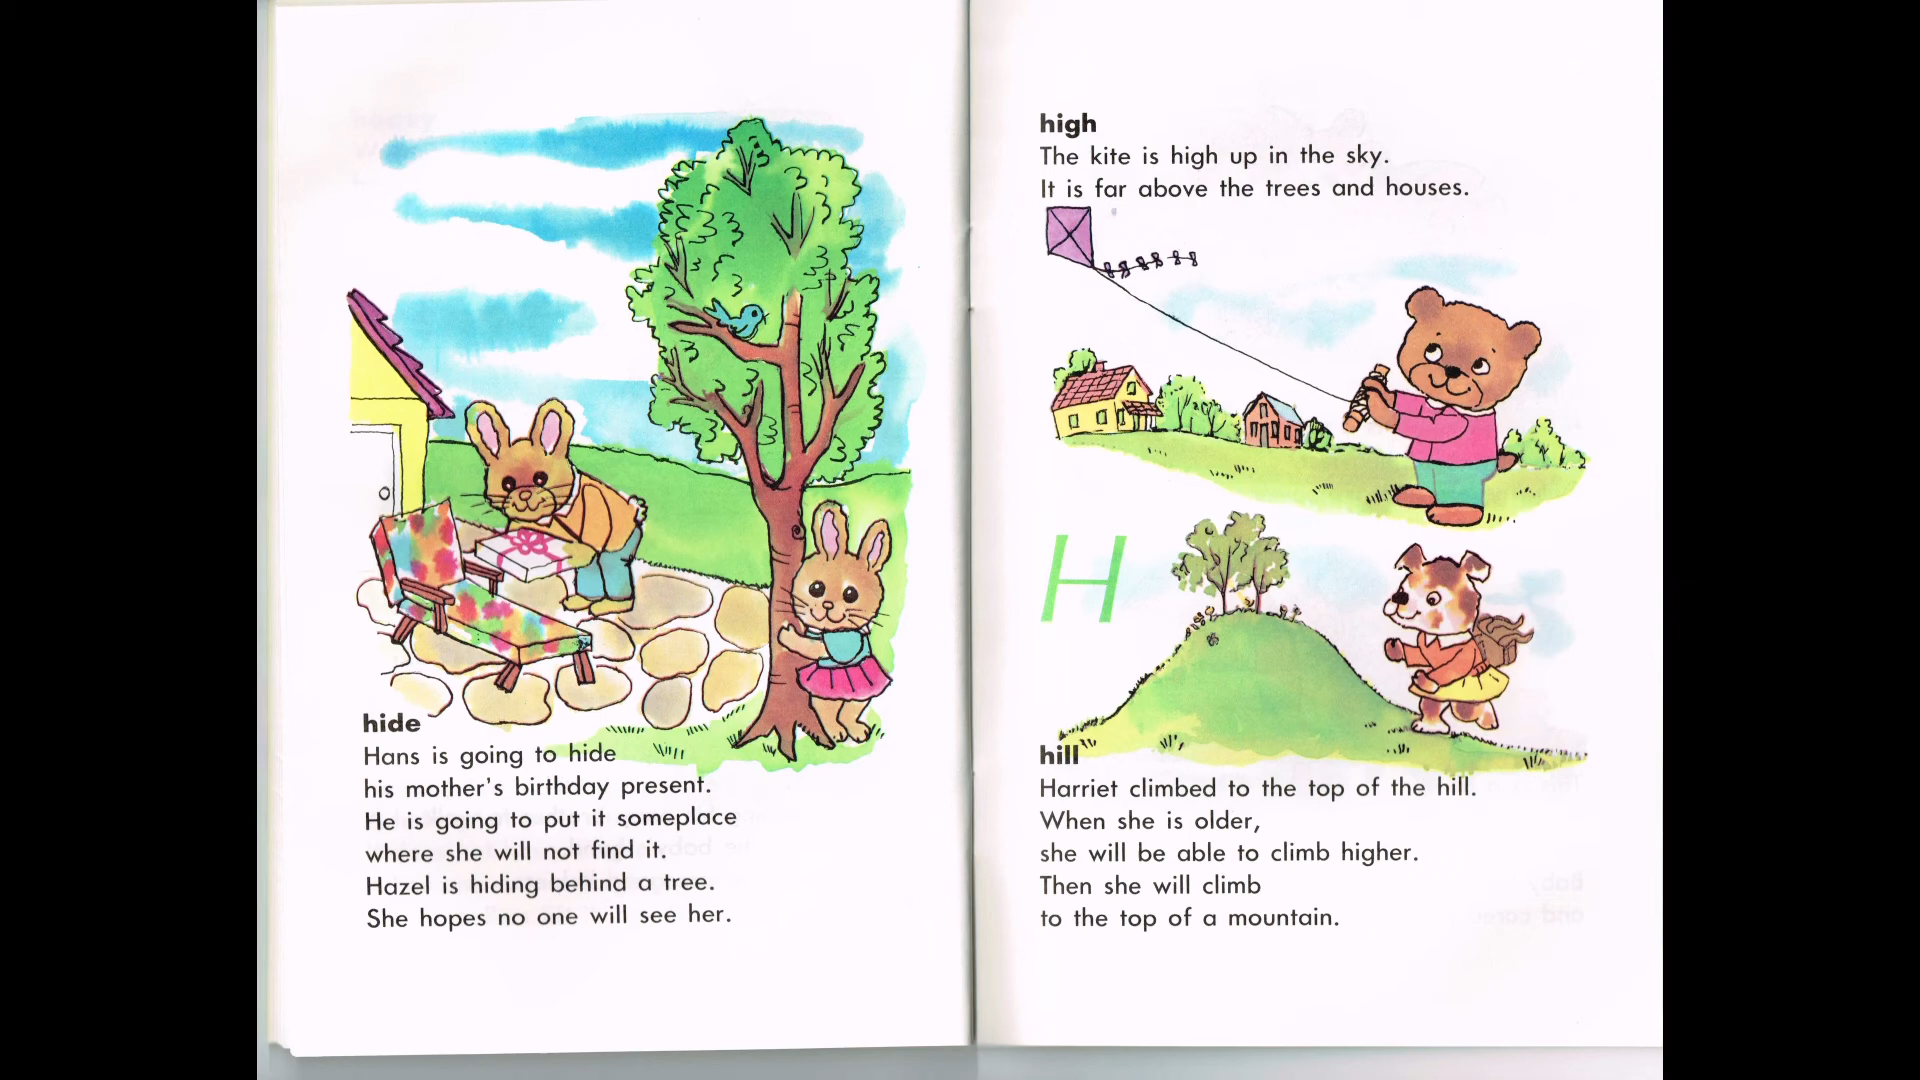 hide
Hans is going to hide
his mother's birthday present.
He is going to put it someplace
where she will not find it.
Hazel is hiding behind a tree.
She hopes no one will see her.
high
The kite is high up in the sky.
It is far above the trees and houses.
H
hill
Harriet climbed to the top of the hill.
When she is older,
she will be able to climb higher.
Then she will climb
to the top of a mountain.